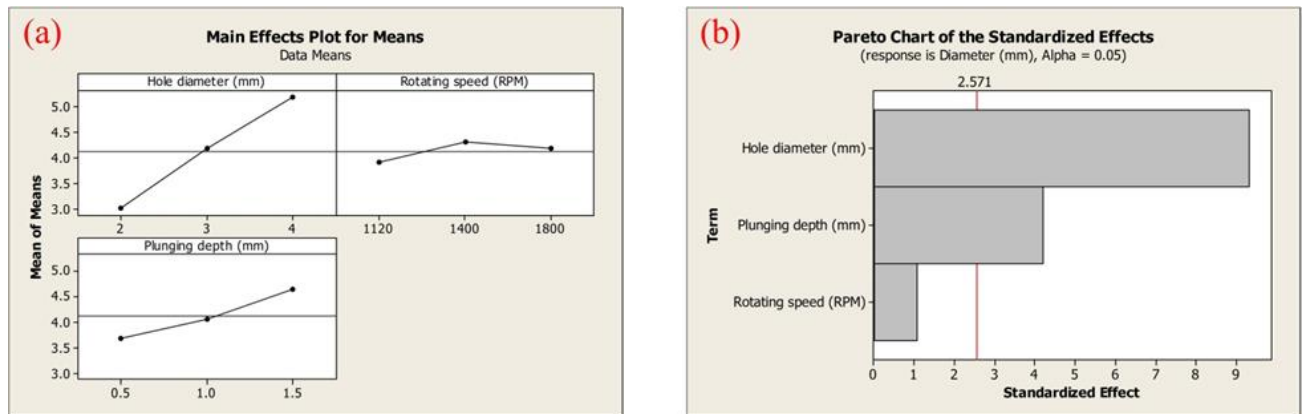 (a)
Main Effects Plot for Means
Data Means
Hole diameter (mm)
Rotating speed (RPM)
5.0
4.5
4.0
3.5
3.0
2 3 4
1120 1400 1800
Plunging depth (mm)
5.0
4.5
4.0
3.5
3.0
0.5 1.0 1.5
Mean of Means
(b)
Pareto Chart of the Standardized Effects
(response is Diameter (mm), Alpha = 0.05)
2.571
Term
Hole diameter (mm)
Plunging depth (mm)
Rotating speed (RPM)
0 1 2 3 4 5 6 7 8 9
Standardized Effect